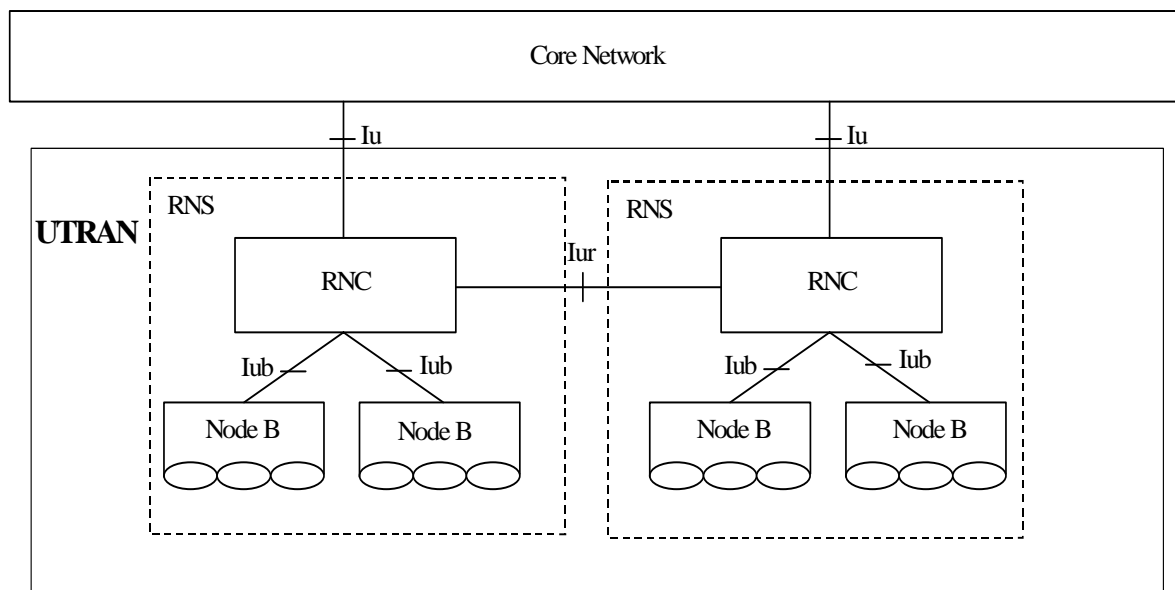 Core Network
Iu
Iu
UTRAN
RNS
RNS
RNC
Iur
RNC
Iub
Iub
Iub
Iub
Node B
Node B
Node B
Node B